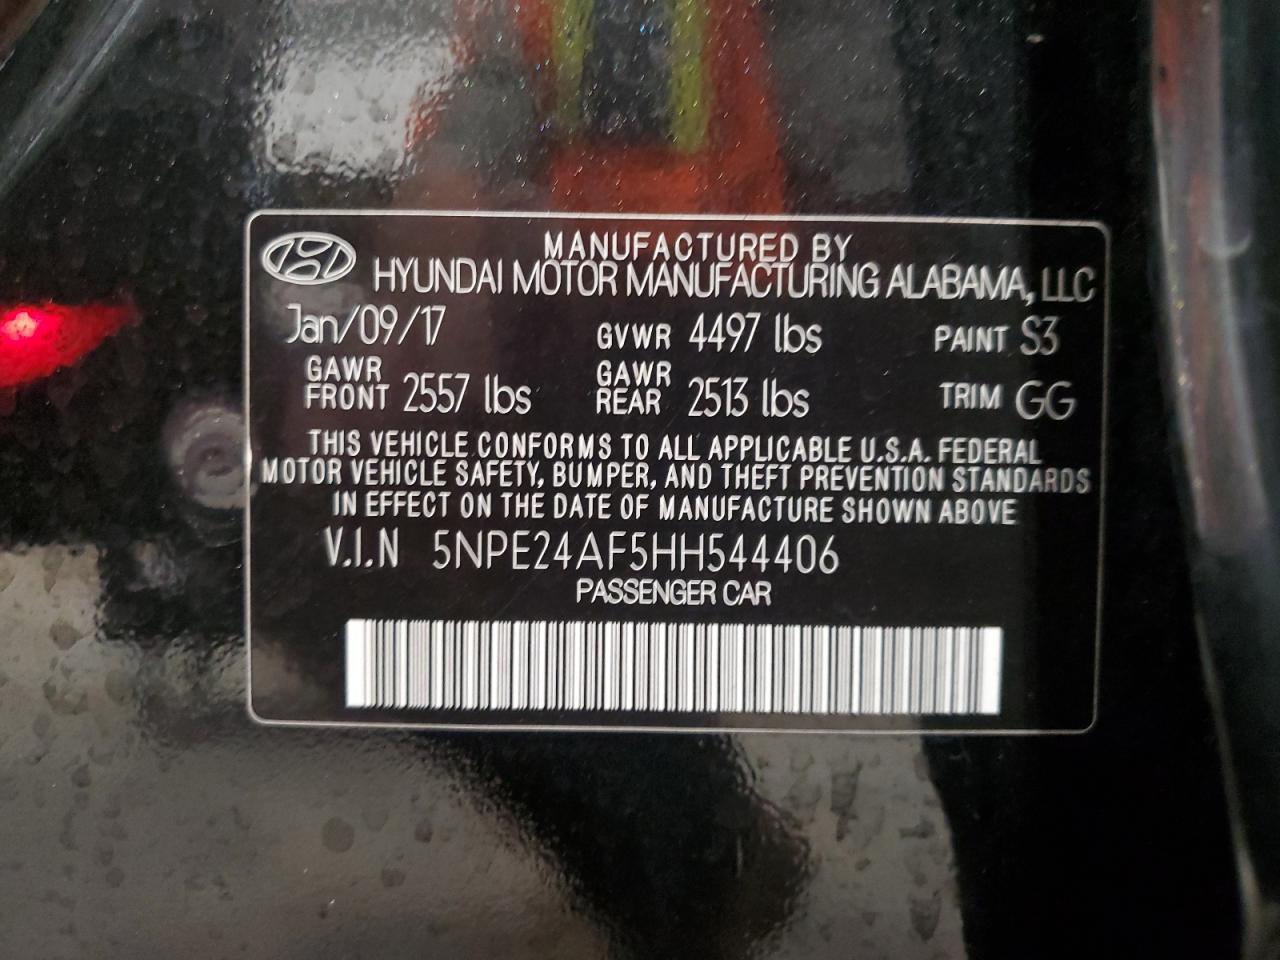 MANUFACTURED BY
HYUNDAI MOTOR MANUFACTURING ALABAMA, LLC
Jan/09/17 GVWR 4497 lbs PAINT S3
GAWR FRONT 2557 lbs GAWR REAR 2513 lbs TRIM GG
THIS VEHICLE CONFORMS TO ALL APPLICABLE U.S.A. FEDERAL
MOTOR VEHICLE SAFETY, BUMPER, AND THEFT PREVENTION STANDARDS
IN EFFECT ON THE DATE OF MANUFACTURE SHOWN ABOVE
V.I.N 5NPE24AF5HH544406
PASSENGER CAR